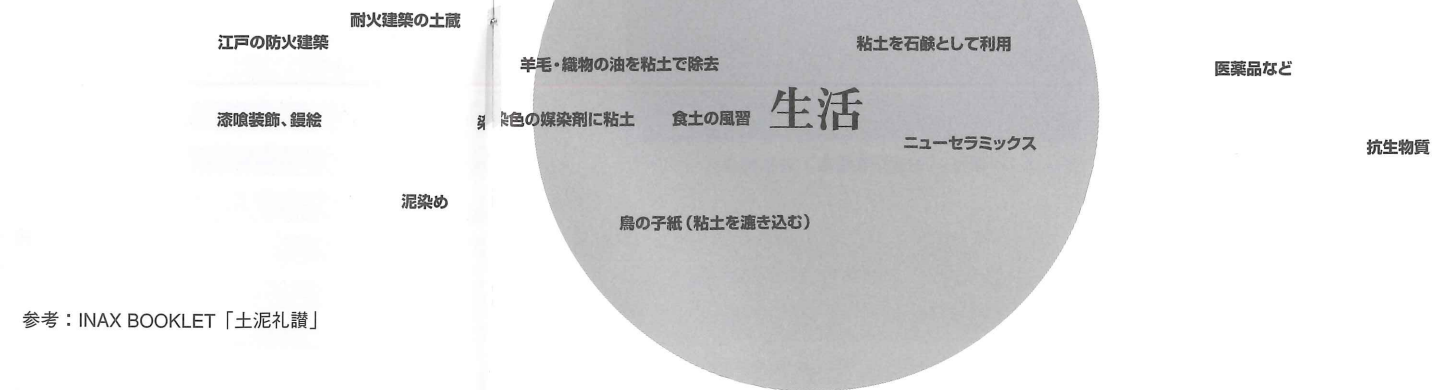 耐火建築の土蔵
江戸の防火建築
粘土を石鹸として利用
羊毛・織物の油を粘土で除去
医薬品など
漆喰装飾、鏝絵
染色の媒染剤に粘土
食土の風習
生活
ニューセラミックス
抗生物質
泥染め
鳥の子紙（粘土を漉き込む）
参考：INAX BOOKLET「土泥礼讃」